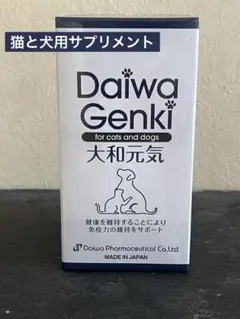 猫と犬用サプリメント
Daiwa
Genki
for cats and dogs
大和元気
健康を維持することにより
免疫力の維持をサポート
Daiwa Pharmaceutical Co.,Ltd.
MADE IN JAPAN